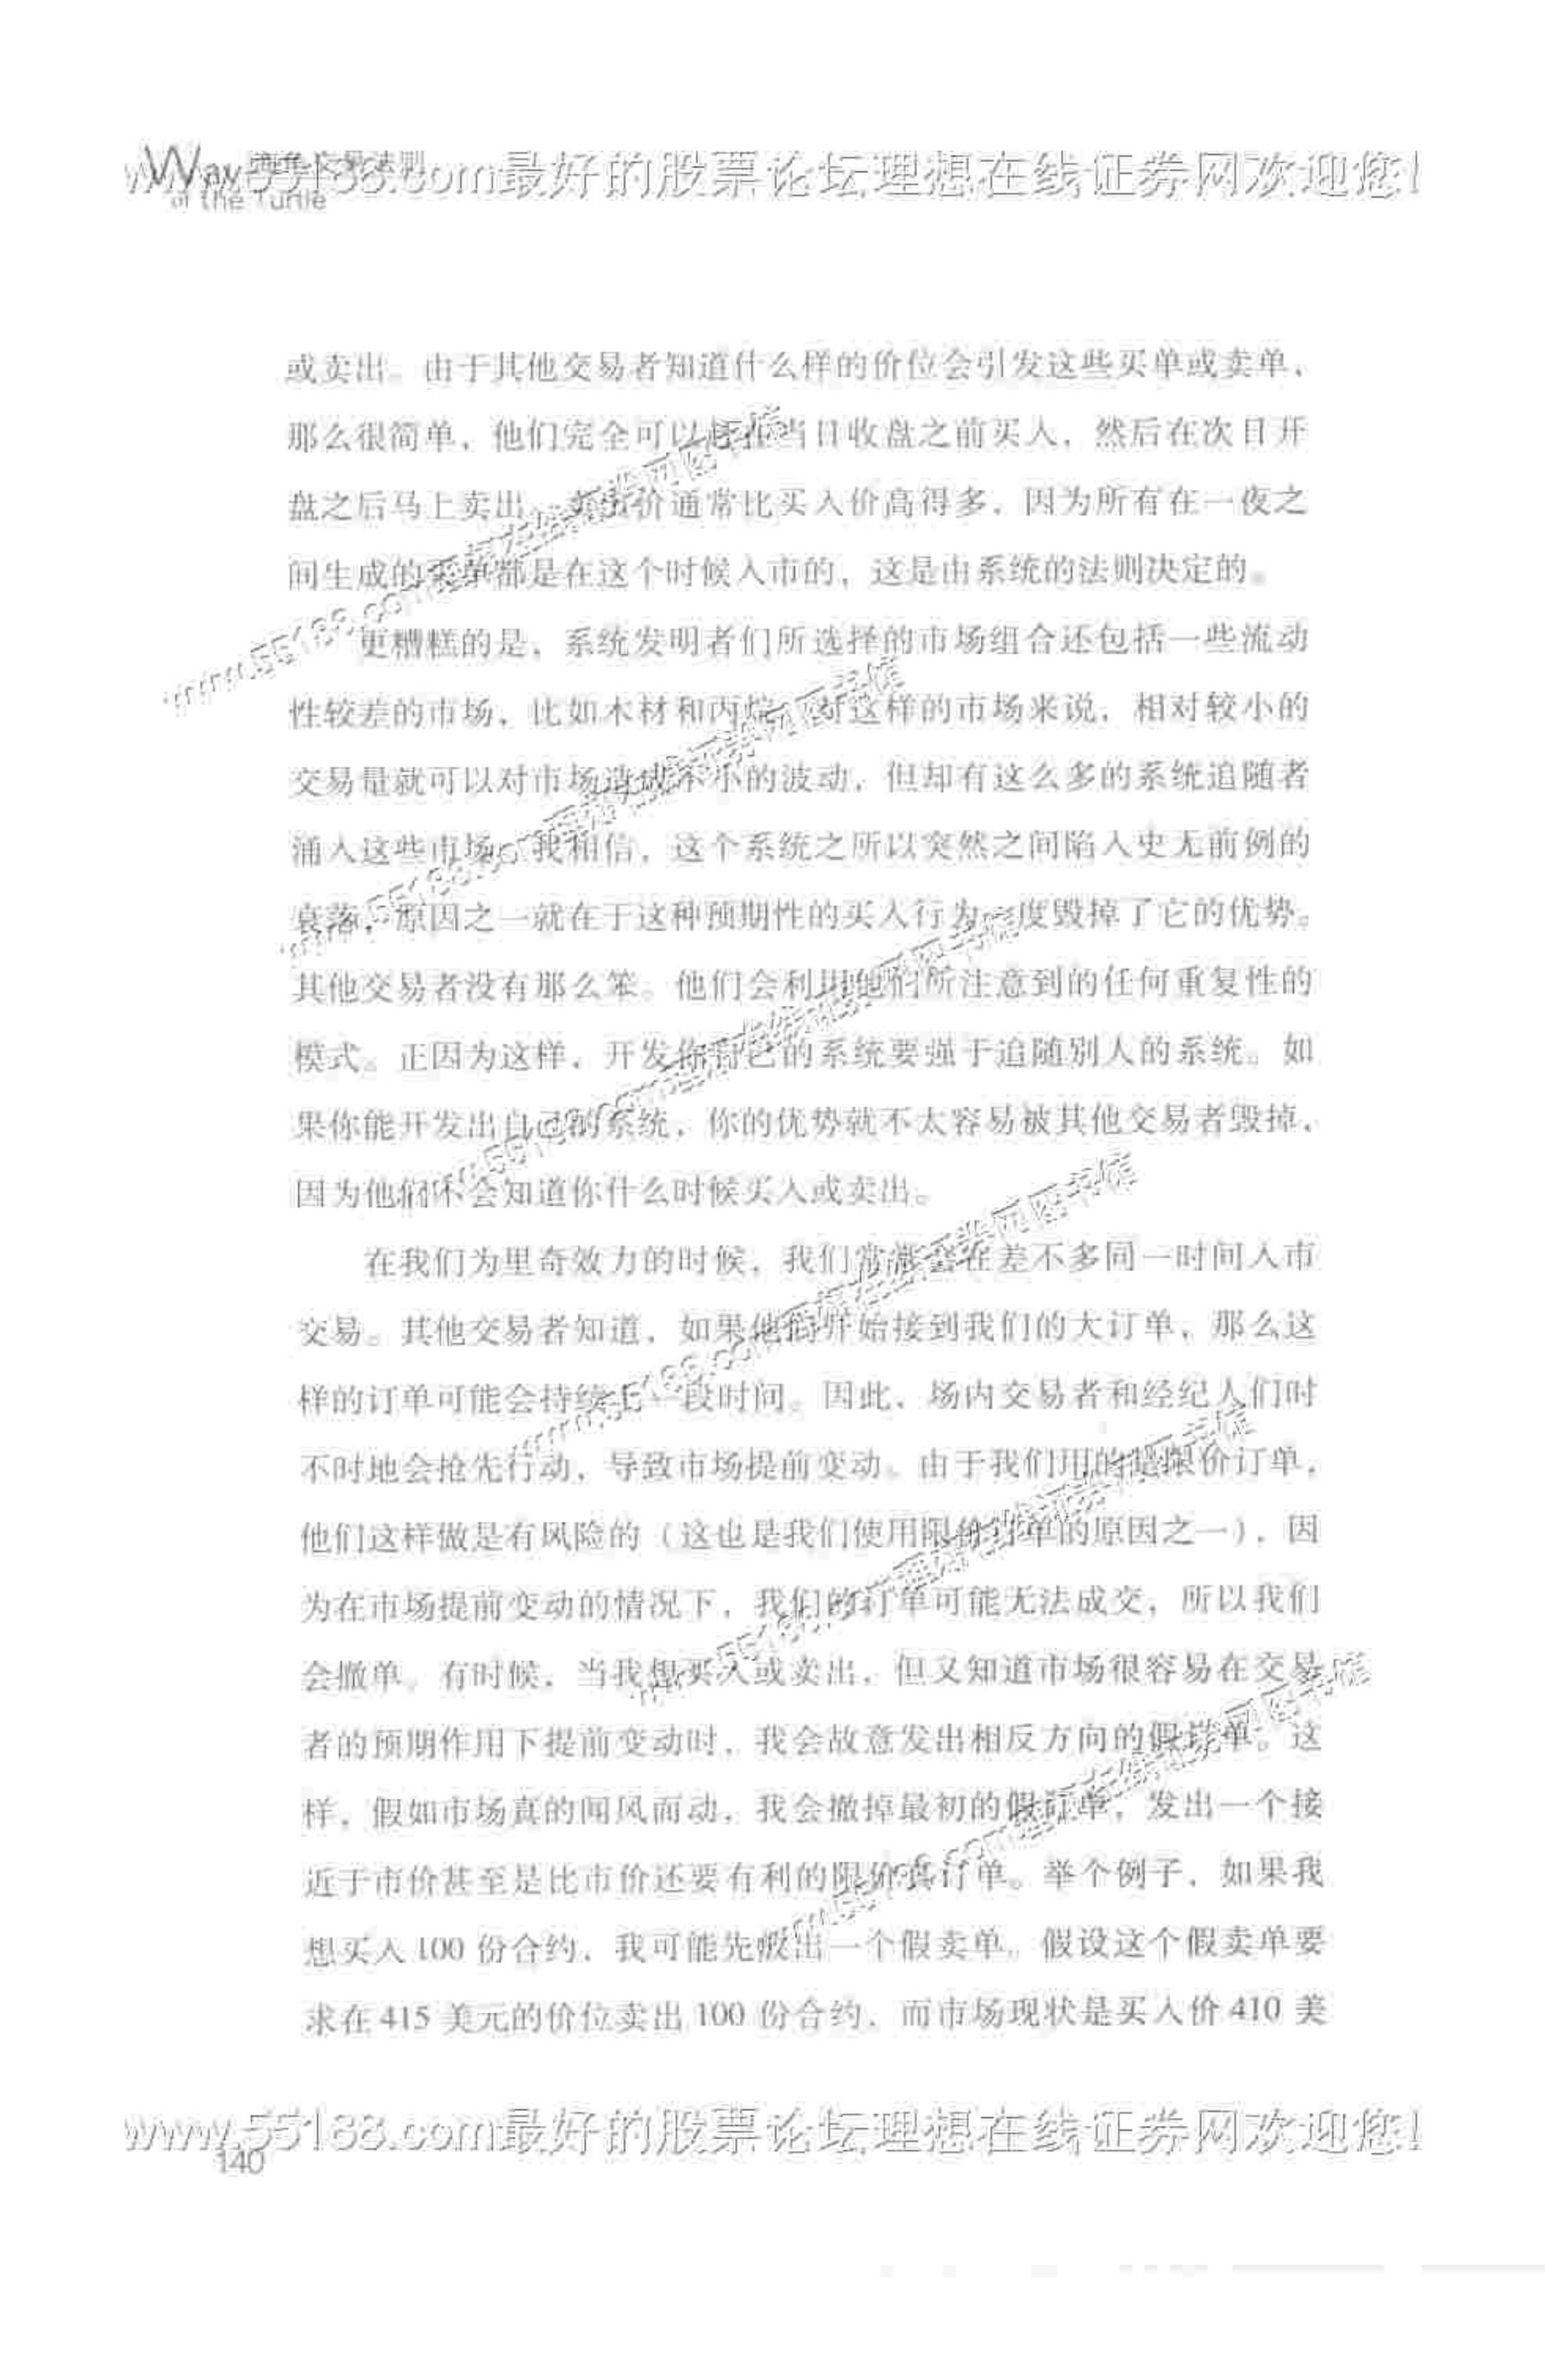 Way 海龟交易法则
of the Turtle
www.55188.com最好的股票论坛理想在线证券网欢迎您!
或卖出。由于其他交易者知道什么样的价位会引发这些买单或卖单，
那么很简单，他们完全可以赶在当日收盘之前买入，然后在次日开
盘之后马上卖出。卖出价通常比买入价高得多，因为所有在一夜之
间生成的买单都是在这个时候入市的，这是由系统的法则决定的。
更糟糕的是，系统发明者们所选择的市场组合还包括一些流动
性较差的市场，比如木材和丙烷。对这样的市场来说，相对较小的
交易量就可以对市场造成不小的波动，但却有这么多的系统追随者
涌入这些市场。我相信，这个系统之所以突然之间陷入史无前例的
衰落，原因之一就在于这种预期性的买入行为一度毁掉了它的优势。
其他交易者没有那么笨。他们会利用他们所注意到的任何重复性的
模式。正因为这样，开发你自己的系统要强于追随别人的系统。如
果你能开发出自己的系统，你的优势就不太容易被其他交易者毁掉，
因为他们不会知道你什么时候买入或卖出。
在我们为里奇效力的时候，我们常常会在差不多同一时间入市
交易。其他交易者知道，如果他们开始接到我们的大订单，那么这
样的订单可能会持续上一段时间。因此，场内交易者和经纪人们时
不时地会抢先行动，导致市场提前变动。由于我们用的是限价订单，
他们这样做是有风险的（这也是我们使用限价订单的原因之一），因
为在市场提前变动的情况下，我们的订单可能无法成交，所以我们
会撤单。有时候，当我想买入或卖出，但又知道市场很容易在交易
者的预期作用下提前变动时，我会故意发出相反方向的假订单。这
样，假如市场真的闻风而动，我会撤掉最初的假订单，发出一个接
近于市价甚至是比市价还要有利的限价真订单。举个例子，如果我
想买入100 份合约，我可能先做出一个假卖单。假设这个假卖单要
求在 415 美元的价位卖出 100 份合约，而市场现状是买入价 410 美
www.55188.com最好的股票论坛理想在线证券网欢迎您!
140